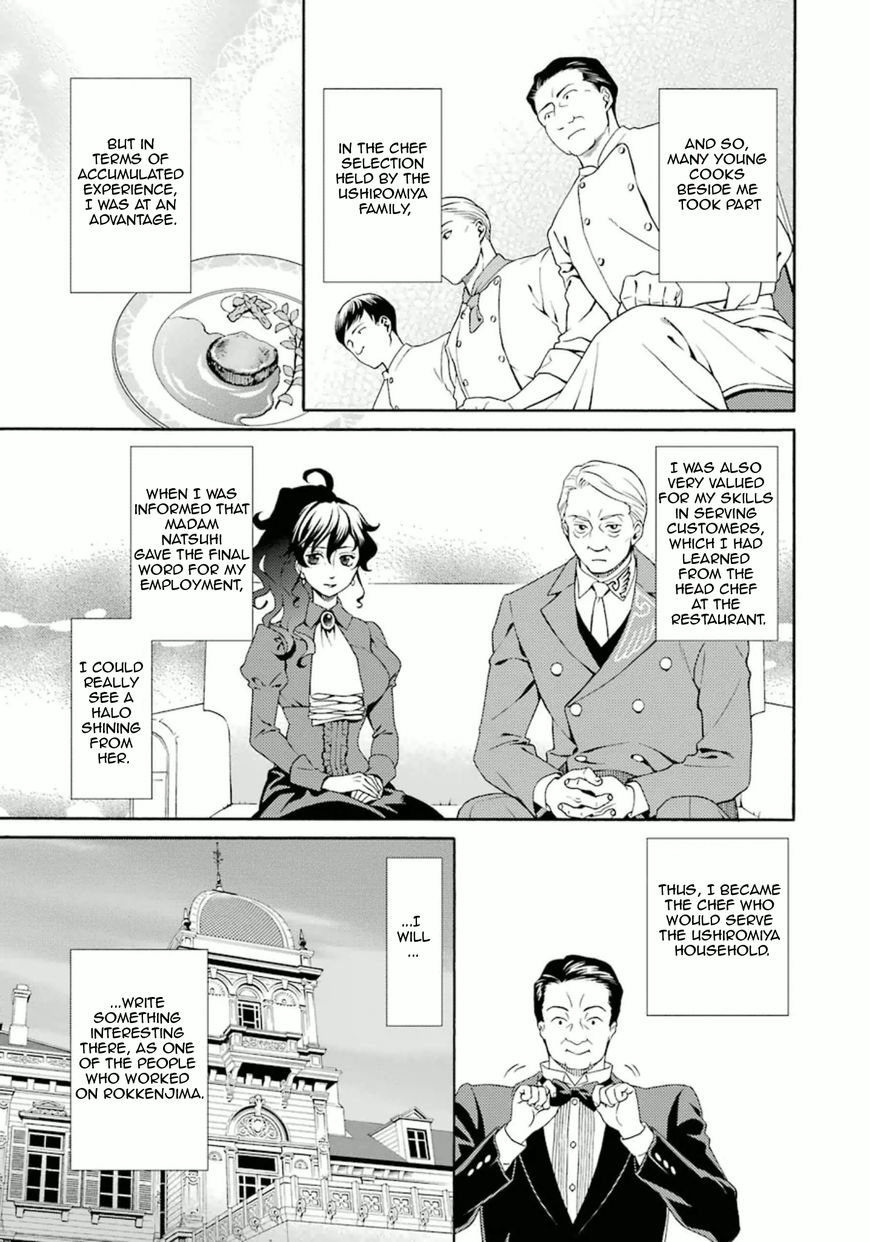 AND SO,
MANY YOUNG
COOKS
BESIDE ME
TOOK PART
IN THE CHEF
SELECTION
HELD BY THE
USHIROMIYA
FAMILY,
BUT IN
TERMS OF
ACCUMULATED
EXPERIENCE,
I WAS AT AN
ADVANTAGE.
I WAS ALSO
VERY VALUED
FOR MY SKILLS
IN SERVING
CUSTOMERS,
WHICH I HAD
LEARNED
FROM THE
HEAD CHEF
AT THE
RESTAURANT.
WHEN I WAS
INFORMED THAT
MADAM
NATSUHI
GAVE THE FINAL
WORD FOR MY
EMPLOYMENT,
I COULD
REALLY
SEE A
HALO
SHINING
FROM
HER.
THUS, I BECAME
THE CHEF WHO
WOULD SERVE
THE USHIROMIYA
HOUSEHOLD.
...I
WILL
...
...WRITE
SOMETHING
INTERESTING
THERE, AS ONE
OF THE PEOPLE
WHO WORKED
ON ROKKENJIMA.